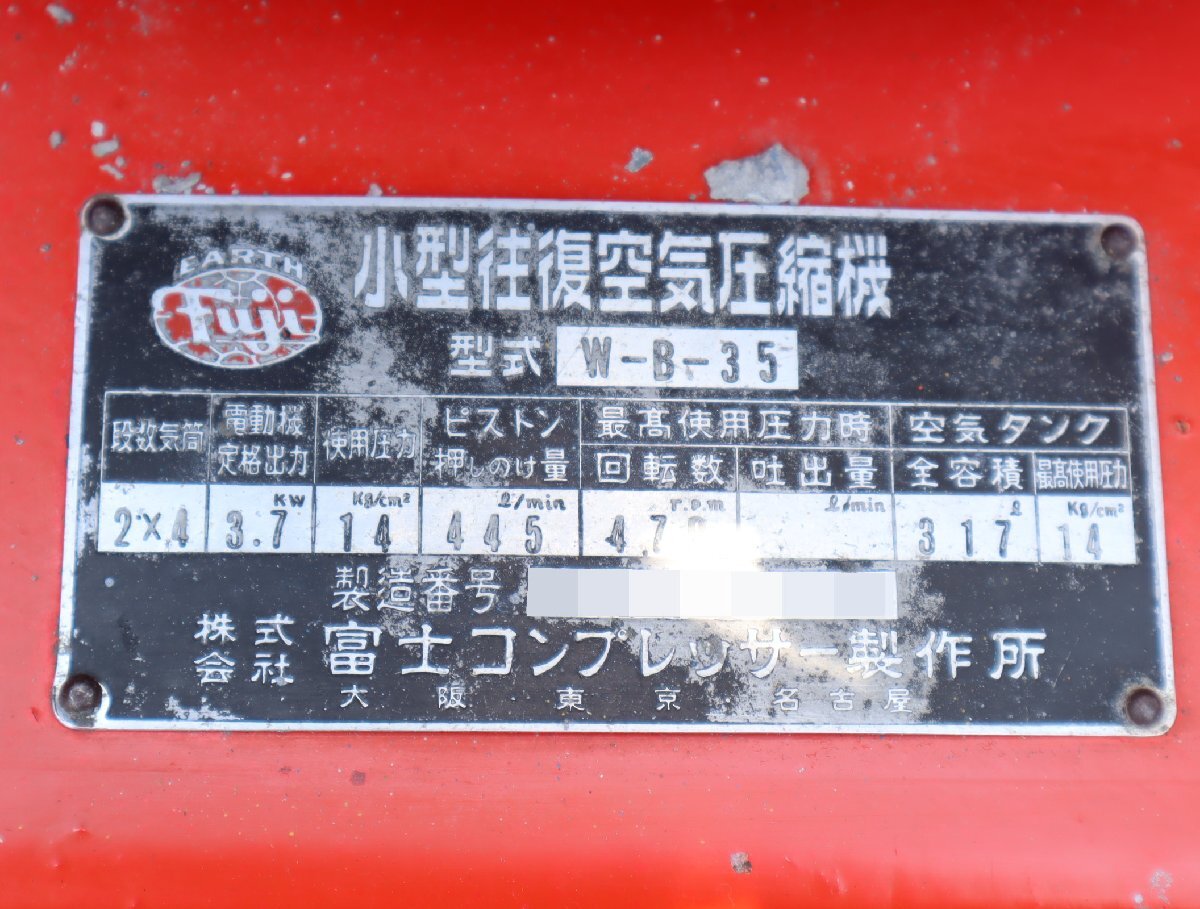 EARTH
Fuji
小型往復空気圧縮機
型式 W-B-35
段数気筒 電動機定格出力 使用圧力 ピストン押しのけ量 最高使用圧力時 空気タンク
回転数 吐出量 全容積 最高使用圧力
KW Kg/cm² ℓ/min r.p.m ℓ/min ℓ Kg/cm²
2×4 3.7 14 445 317 14
製造番号
株式会社 富士コンプレッサー製作所
大阪 東京 名古屋